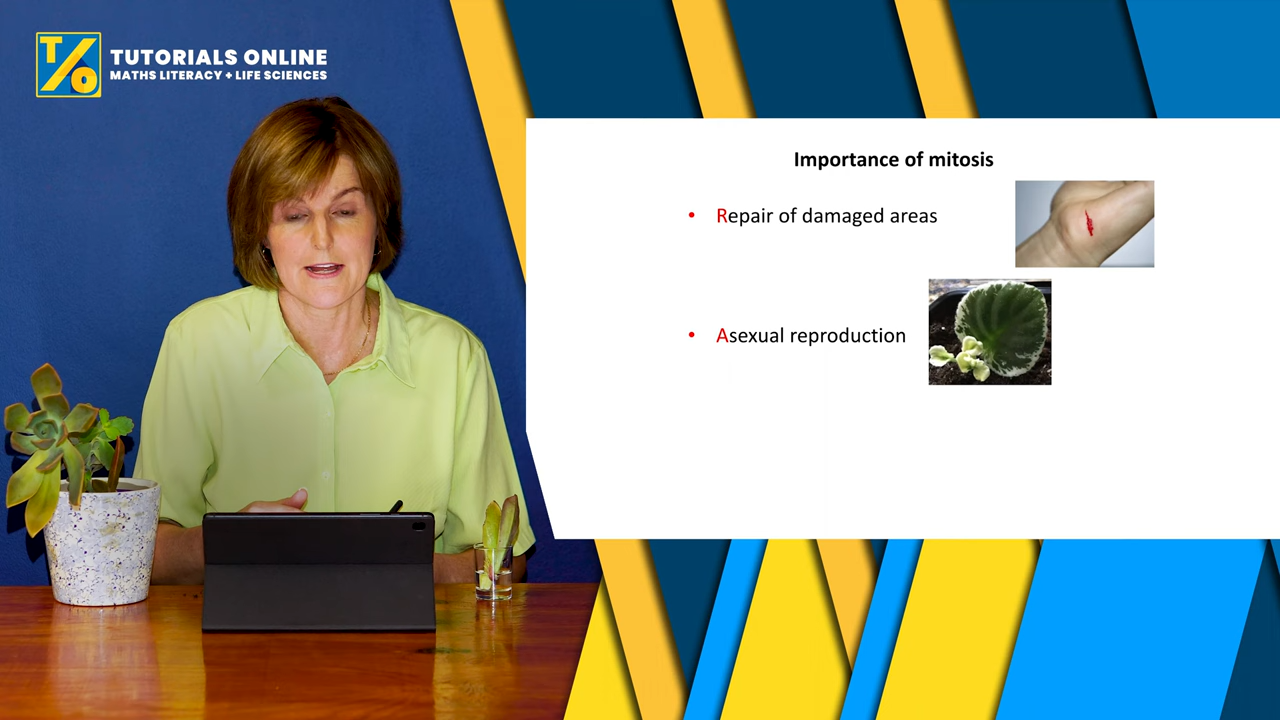 T/O
TUTORIALS ONLINE
MATHS LITERACY + LIFE SCIENCES
Importance of mitosis
• Repair of damaged areas
• Asexual reproduction